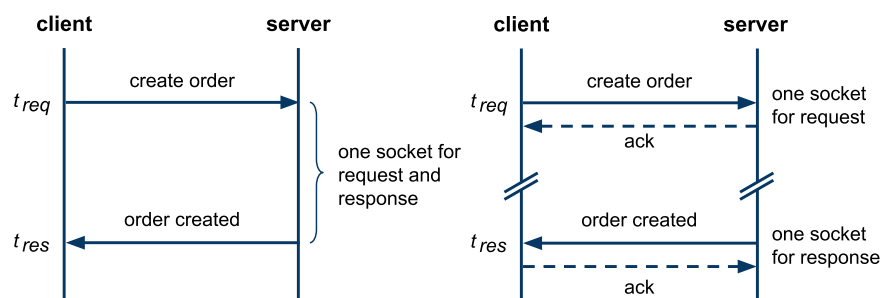 client
server
create order
t req
one socket for
request and
response
order created
t res
client
server
create order
t req
one socket
for request
ack
order created
t res
one socket
for response
ack